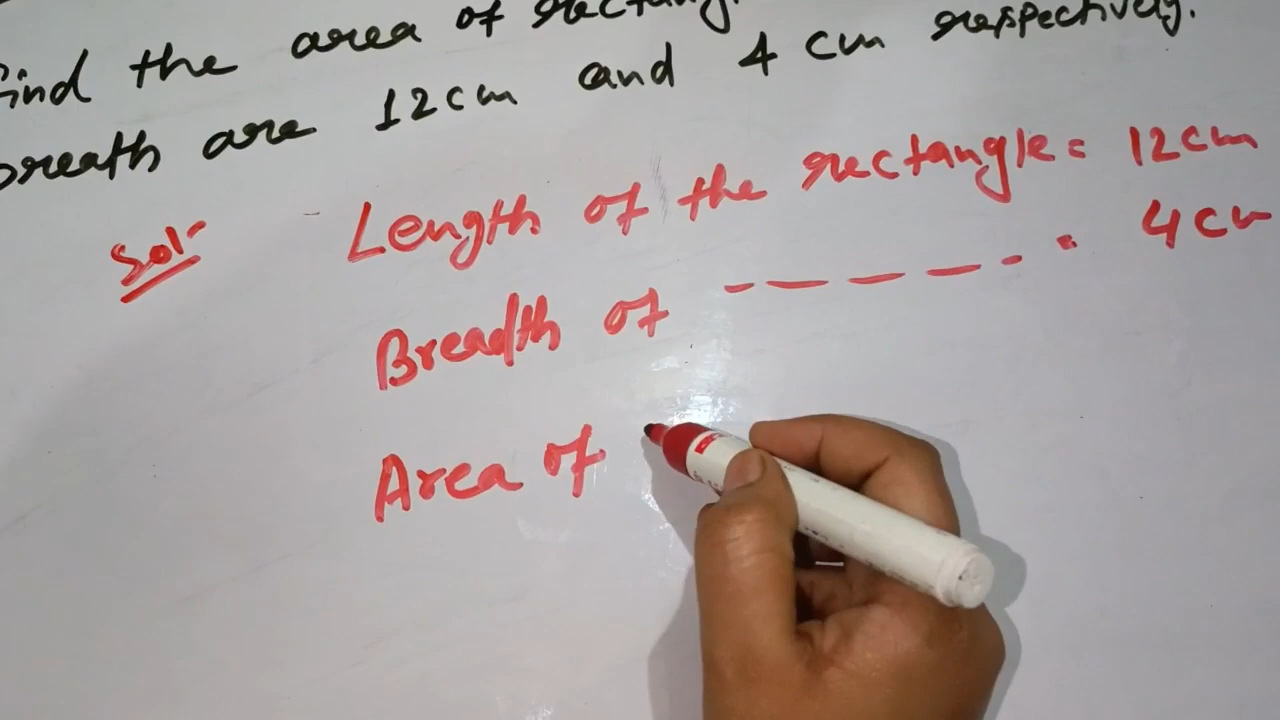 find the area of rectang
breath are 12cm and 4 cm respectively.
Sol- Length of the rectangle = 12cm
Breadth of ------- 4cm
Area of